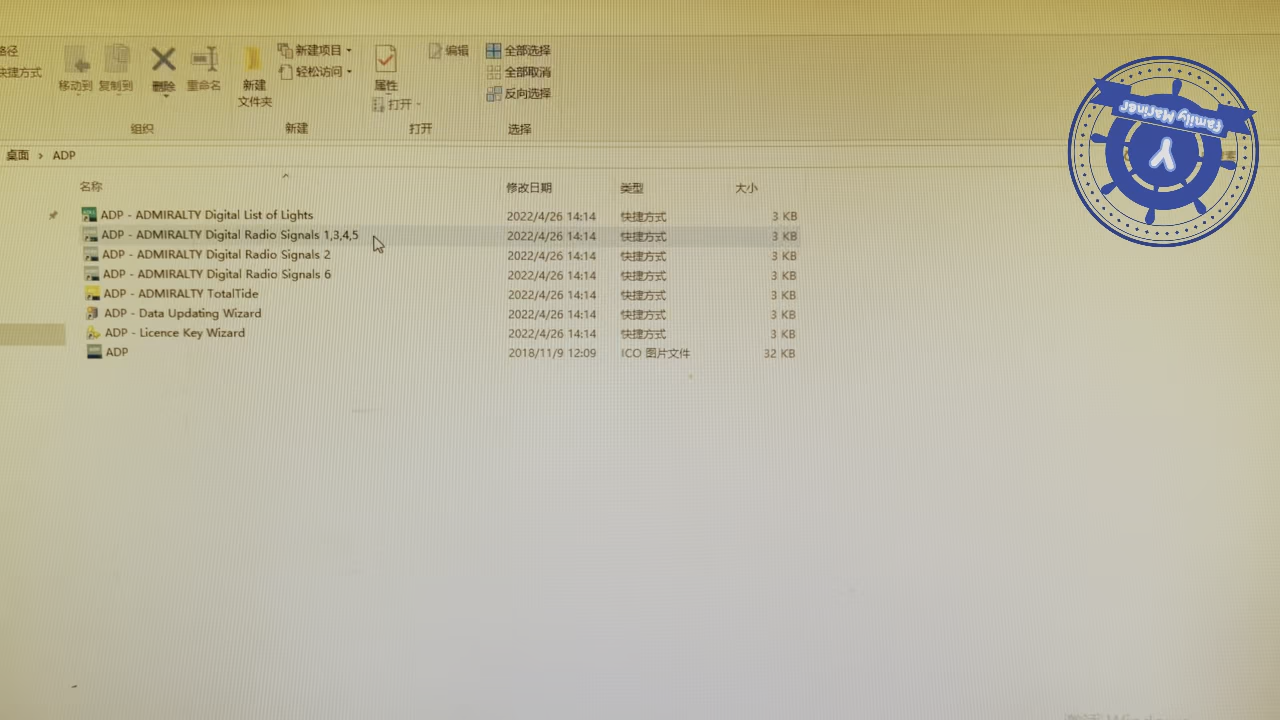 路径
快捷方式
移动到 复制到 删除 重命名
新建
文件夹
新建项目
轻松访问
属性
打开
编辑
全部选择
全部取消
反向选择
组织 新建 打开 选择
桌面 › ADP
名称 修改日期 类型 大小
ADP - ADMIRALTY Digital List of Lights 2022/4/26 14:14 快捷方式 3 KB
ADP - ADMIRALTY Digital Radio Signals 1,3,4,5 2022/4/26 14:14 快捷方式 3 KB
ADP - ADMIRALTY Digital Radio Signals 2 2022/4/26 14:14 快捷方式 3 KB
ADP - ADMIRALTY Digital Radio Signals 6 2022/4/26 14:14 快捷方式 3 KB
ADP - ADMIRALTY TotalTide 2022/4/26 14:14 快捷方式 3 KB
ADP - Data Updating Wizard 2022/4/26 14:14 快捷方式 3 KB
ADP - Licence Key Wizard 2022/4/26 14:14 快捷方式 3 KB
ADP 2018/11/9 12:09 ICO 图片文件 32 KB
family Mariner
Y